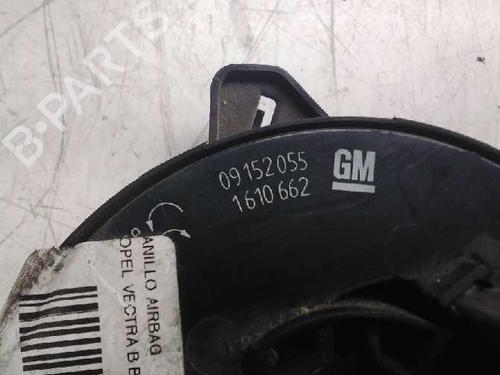 B-PARTS
09152055
1610662
GM
ANILLO AIRBAG
OPEL VECTRA B B